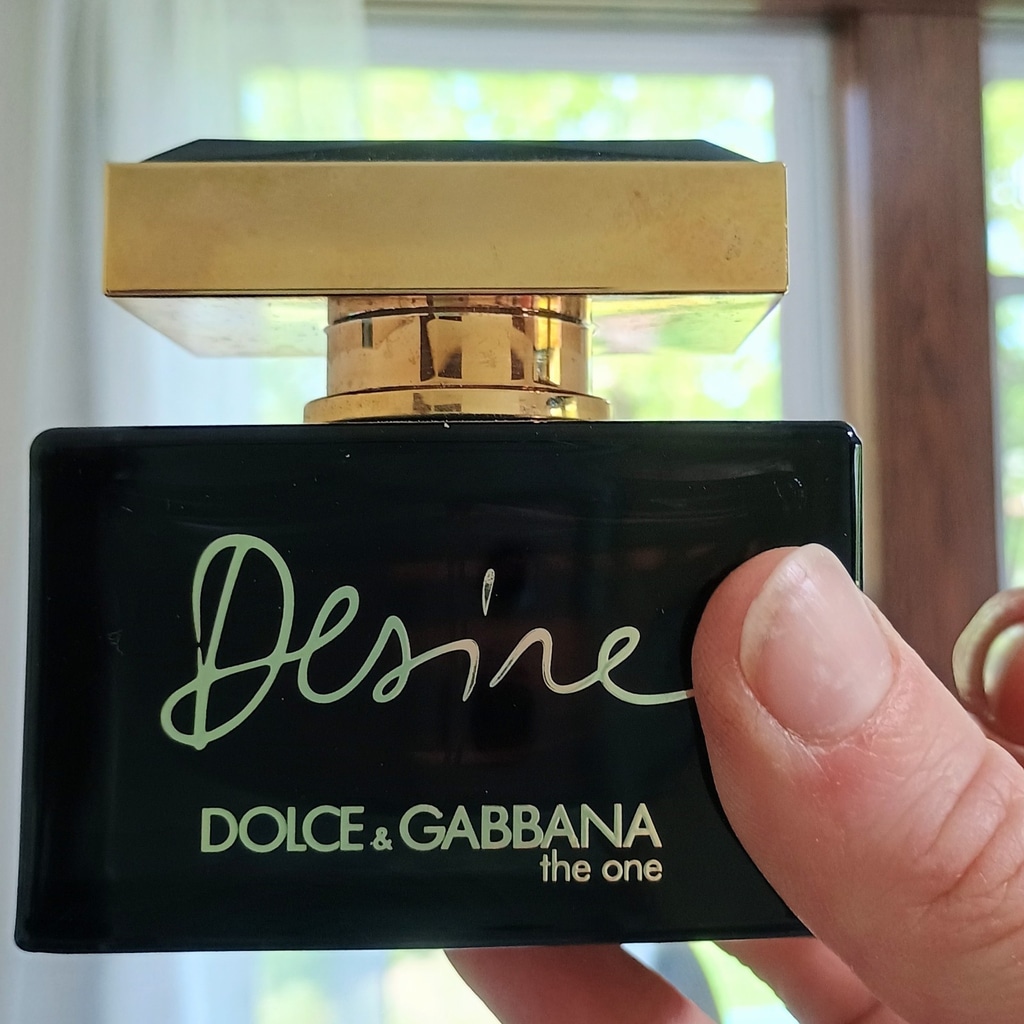 Desire
DOLCE & GABBANA
the one